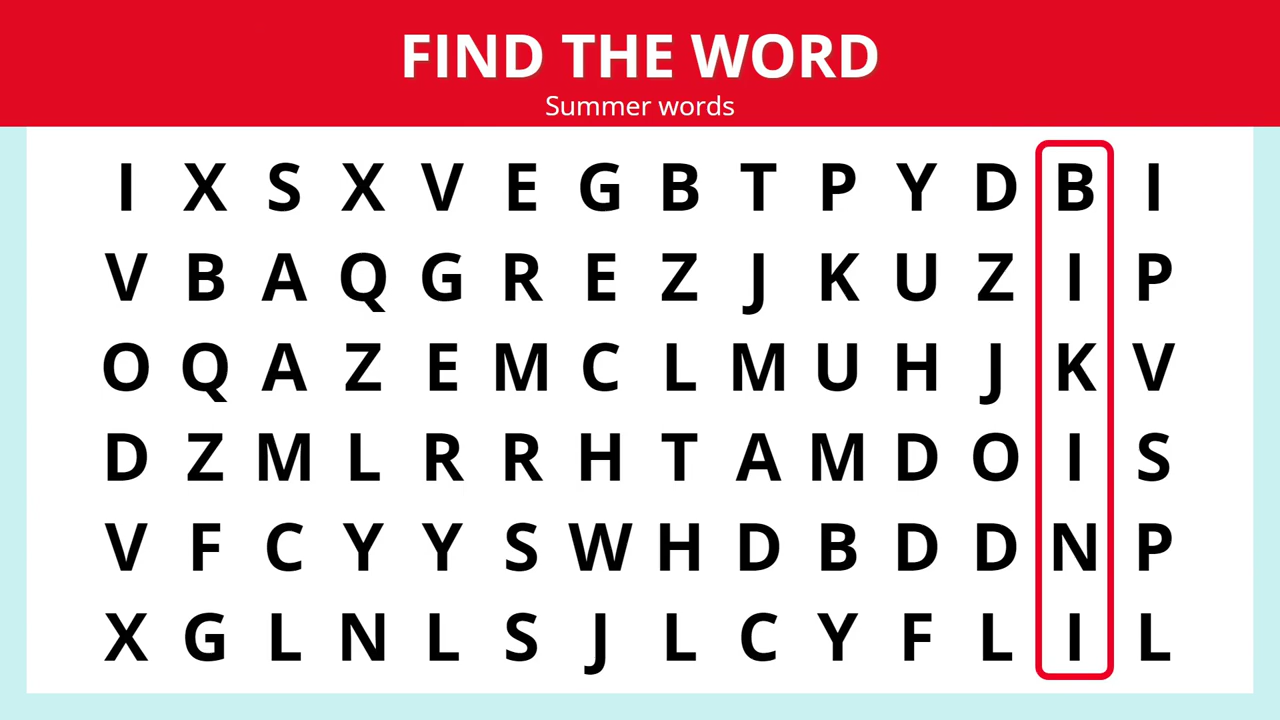 FIND THE WORD
Summer words
I X S X V E G B T P Y D B I
V B A Q G R E Z J K U Z I P
O Q A Z E M C L M U H J K V
D Z M L R R H T A M D O I S
V F C Y Y S W H D B D D N P
X G L N L S J L C Y F L I L